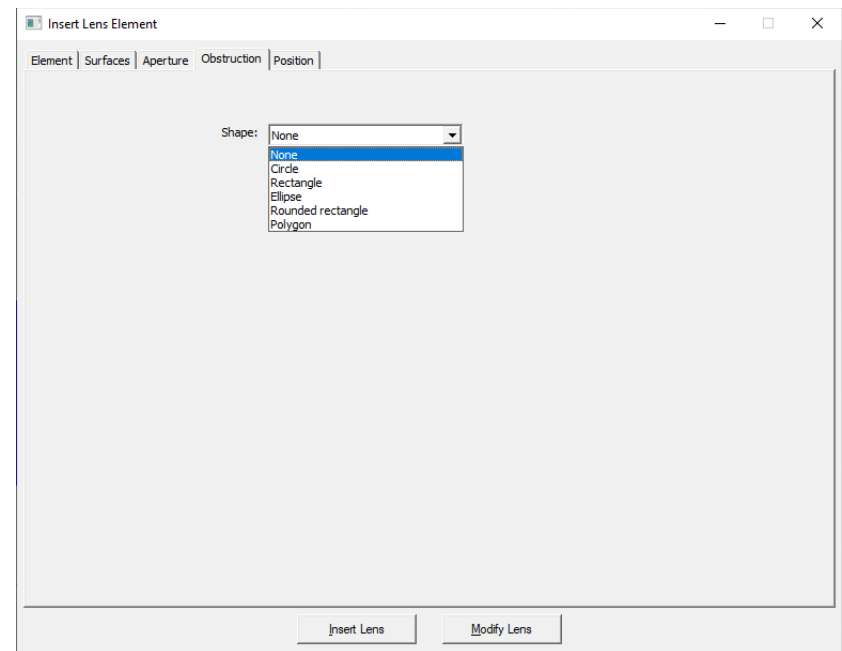 Insert Lens Element
Element Surfaces Aperture Obstruction Position
Shape: None
None
Circle
Rectangle
Ellipse
Rounded rectangle
Polygon
Insert Lens Modify Lens